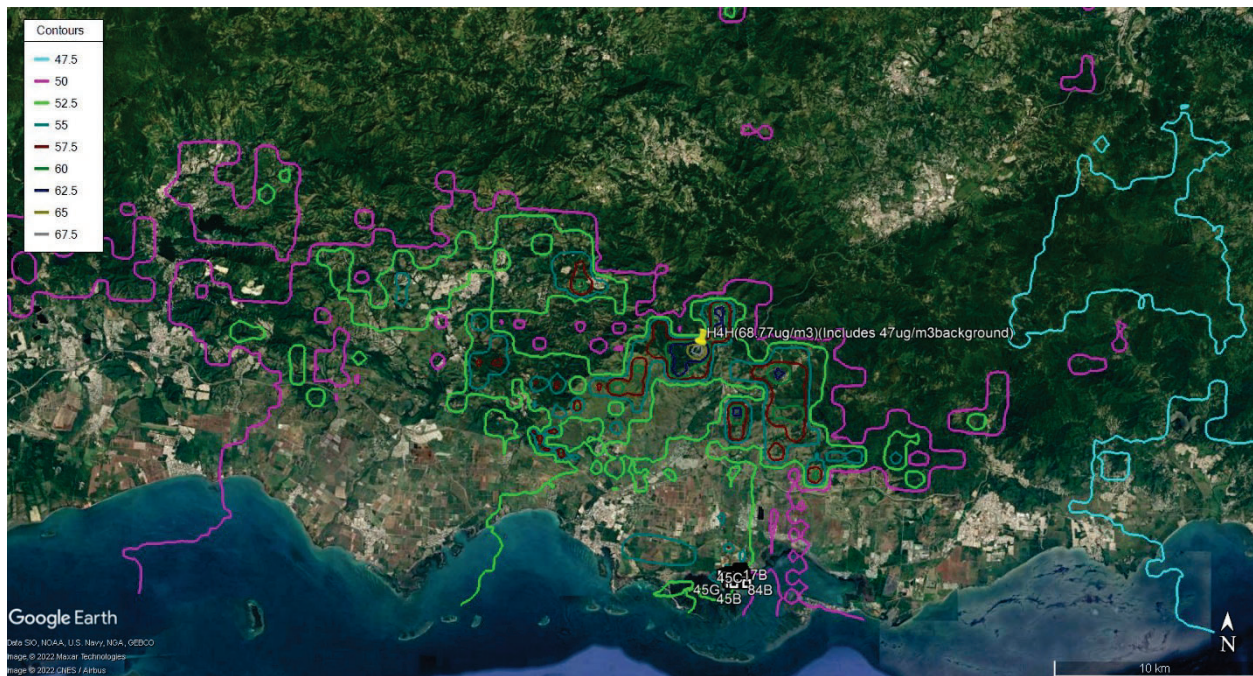 Contours
47.5
50
52.5
55
57.5
60
62.5
65
67.5
H4H(68.77ug/m3)(Includes 47ug/m3background)
45C
17B
45G
84B
45B
Google Earth
Data SIO, NOAA, U.S. Navy, NGA, GEBCO
Image © 2022 Maxar Technologies
Image © 2022 CNES / Airbus
N
10 km